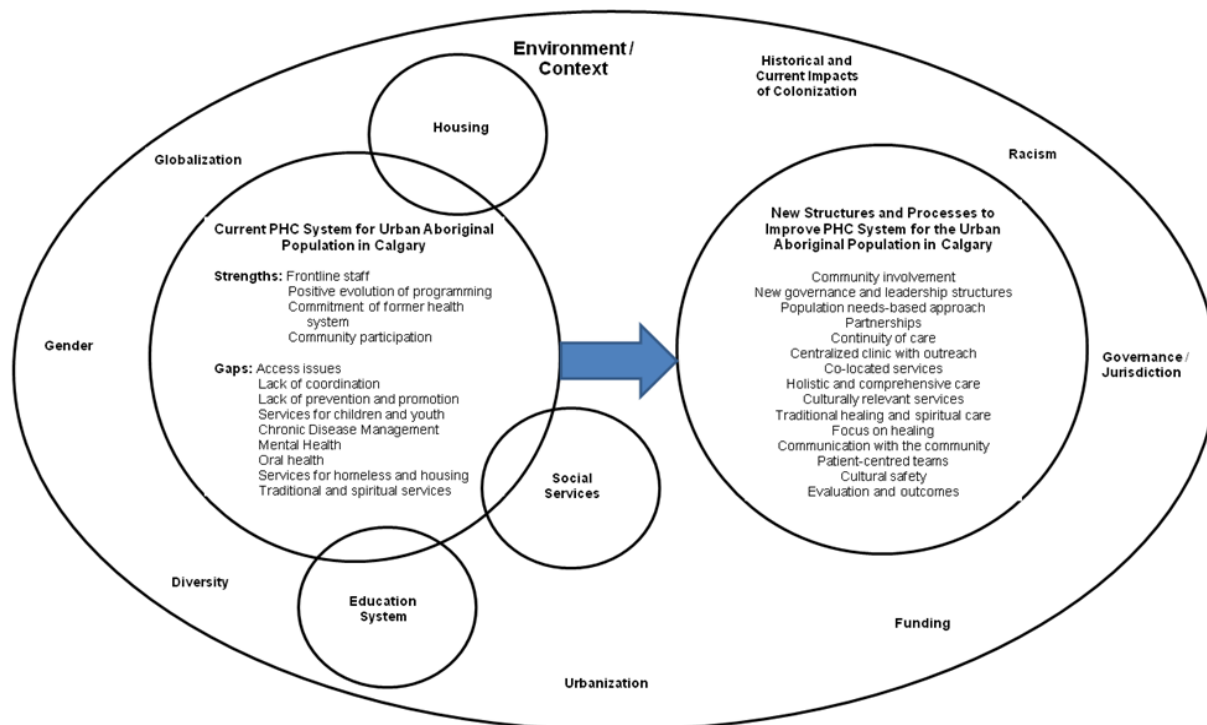 Environment /
Context
Historical and
Current Impacts
of Colonization
Housing
Globalization
Racism
Current PHC System for Urban Aboriginal
Population in Calgary
Strengths: Frontline staff
Positive evolution of programming
Commitment of former health
system
Community participation
Gaps: Access issues
Lack of coordination
Lack of prevention and promotion
Services for children and youth
Chronic Disease Management
Mental Health
Oral health
Services for homeless and housing
Traditional and spiritual services
New Structures and Processes to
Improve PHC System for the Urban
Aboriginal Population in Calgary
Community involvement
New governance and leadership structures
Population needs-based approach
Partnerships
Continuity of care
Centralized clinic with outreach
Co-located services
Holistic and comprehensive care
Culturally relevant services
Traditional healing and spiritual care
Focus on healing
Communication with the community
Patient-centred teams
Cultural safety
Evaluation and outcomes
Gender
Governance /
Jurisdiction
Social
Services
Diversity
Education
System
Funding
Urbanization